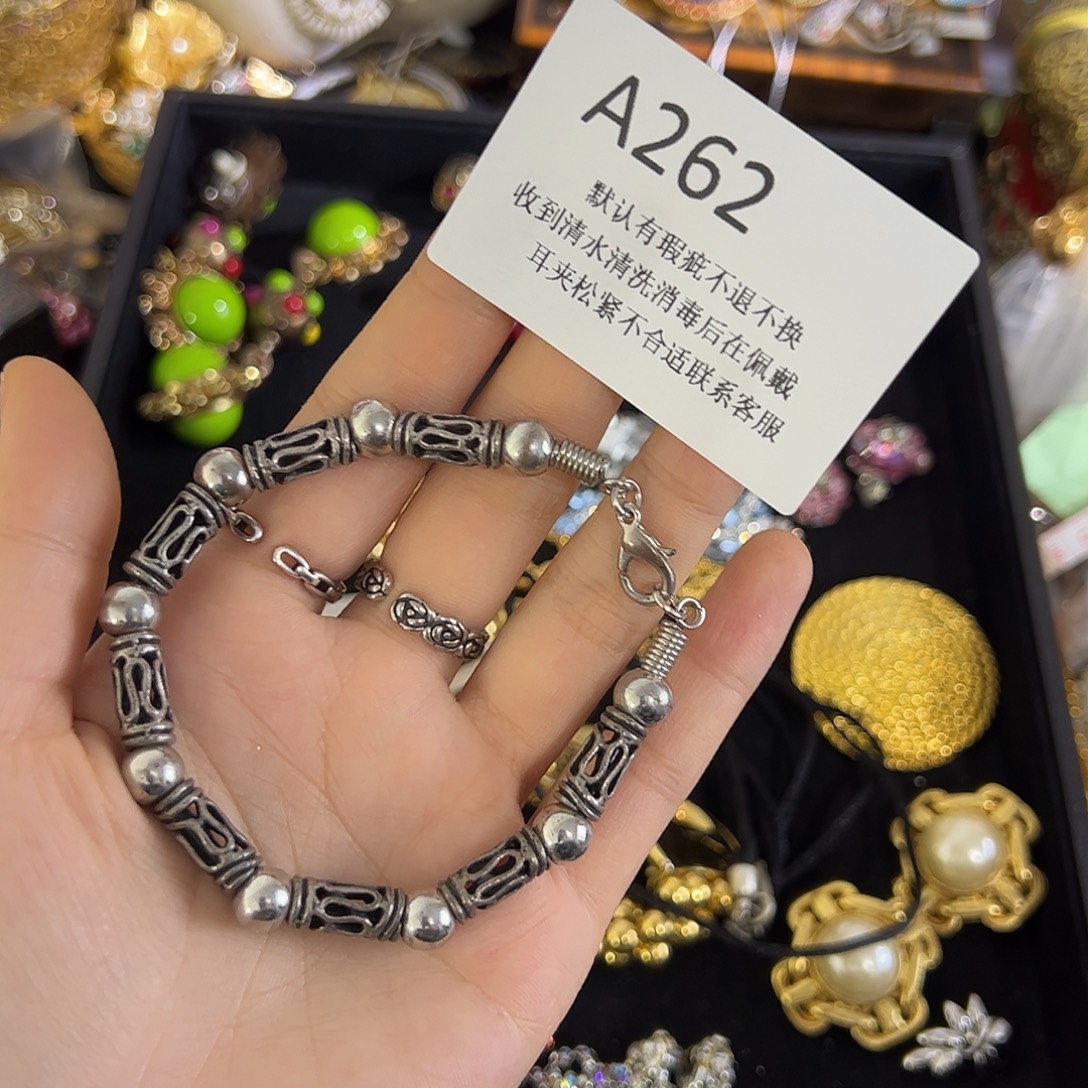 A262
默认有瑕疵不退不换
收到清水清洗消毒后在佩戴
耳夹松紧不合适联系客服